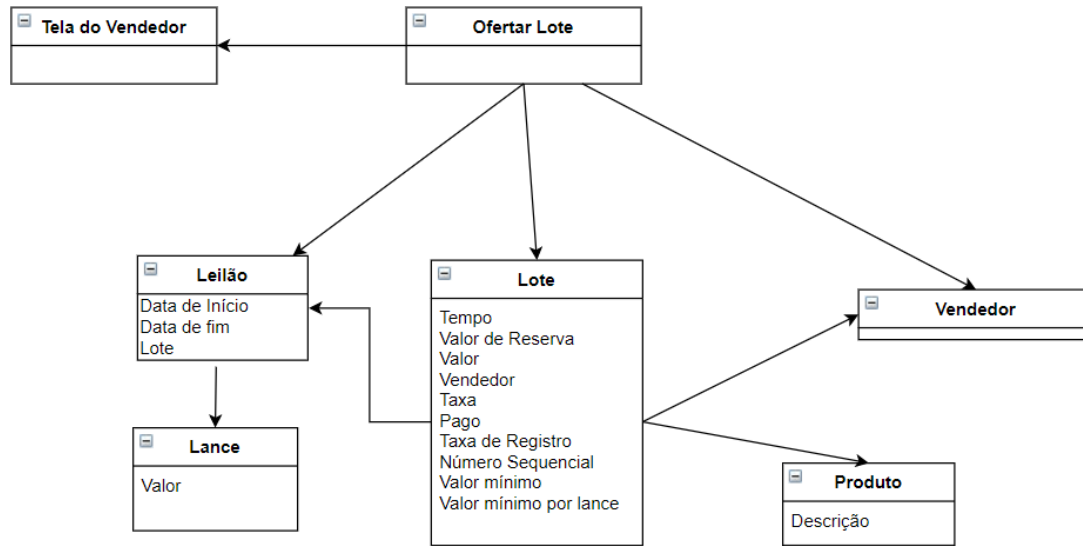 Tela do Vendedor
Ofertar Lote
Leilão
Data de Início
Data de fim
Lote
Lance
Valor
Lote
Tempo
Valor de Reserva
Valor
Vendedor
Taxa
Pago
Taxa de Registro
Número Sequencial
Valor mínimo
Valor mínimo por lance
Vendedor
Produto
Descrição